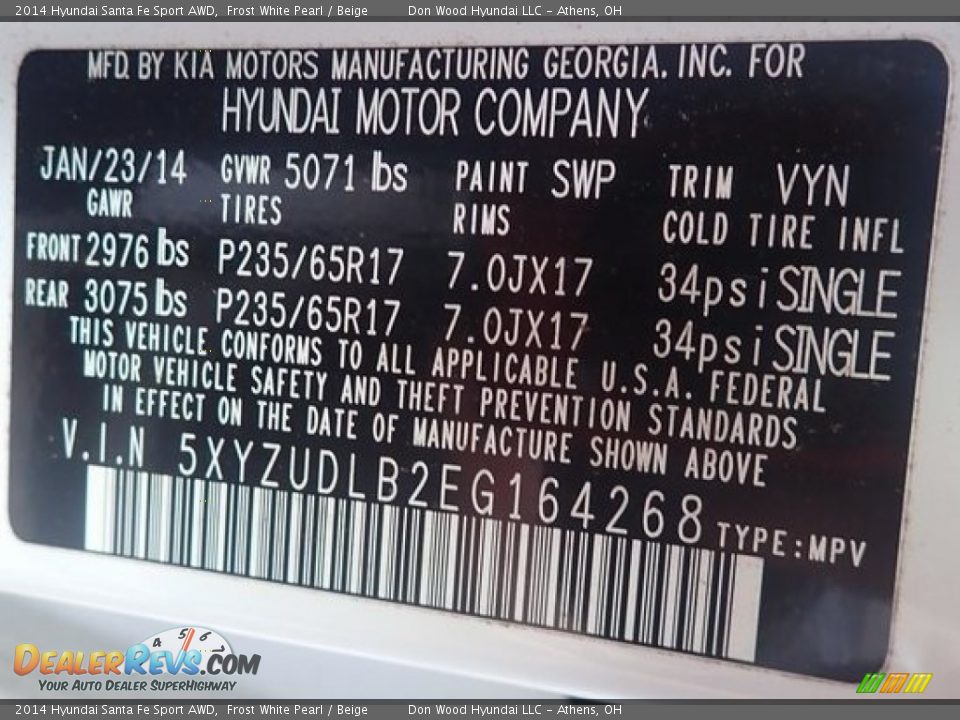 2014 Hyundai Santa Fe Sport AWD, Frost White Pearl / Beige Don Wood Hyundai LLC - Athens, OH
MFD. BY KIA MOTORS MANUFACTURING GEORGIA. INC. FOR
HYUNDAI MOTOR COMPANY
JAN/23/14 GVWR 5071 lbs PAINT SWP TRIM VYN
GAWR TIRES RIMS COLD TIRE INFL
FRONT 2976 lbs P235/65R17 7.0JX17 34psi SINGLE
REAR 3075 lbs P235/65R17 7.0JX17 34psi SINGLE
THIS VEHICLE CONFORMS TO ALL APPLICABLE U.S.A. FEDERAL
MOTOR VEHICLE SAFETY AND THEFT PREVENTION STANDARDS
IN EFFECT ON THE DATE OF MANUFACTURE SHOWN ABOVE
V.I.N 5XYZUDLB2EG164268 TYPE:MPV
4 5 6
DEALERREVS.COM
YOUR AUTO DEALER SUPERHIGHWAY
2014 Hyundai Santa Fe Sport AWD, Frost White Pearl / Beige Don Wood Hyundai LLC - Athens, OH